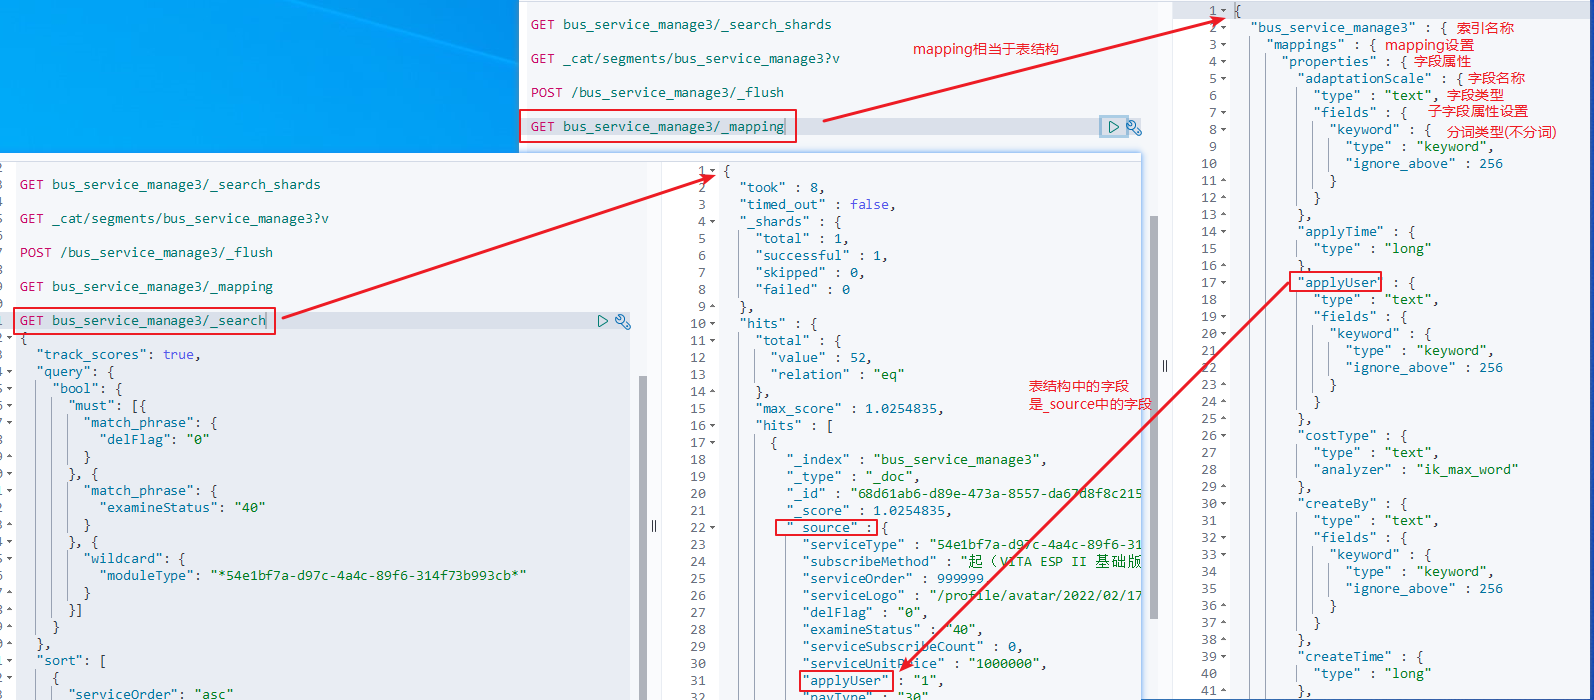 GET bus_service_manage3/_search_shards
GET _cat/segments/bus_service_manage3?v
POST /bus_service_manage3/_flush
GET bus_service_manage3/_mapping
mapping相当于表结构
1 {
2 "bus_service_manage3" : { 索引名称
3 "mappings" : { mapping设置
4 "properties" : { 字段属性
5 "adaptationScale" : { 字段名称
6 "type" : "text", 字段类型
7 "fields" : { 子字段属性设置
8 "keyword" : { 分词类型(不分词)
9 "type" : "keyword",
10 "ignore_above" : 256
11 }
12 }
13 },
14 "applyTime" : {
15 "type" : "long"
16 },
17 "applyUser" : {
18 "type" : "text",
19 "fields" : {
20 "keyword" : {
21 "type" : "keyword",
22 "ignore_above" : 256
23 }
24 }
25 },
26 "costType" : {
27 "type" : "text",
28 "analyzer" : "ik_max_word"
29 },
30 "createBy" : {
31 "type" : "text",
32 "fields" : {
33 "keyword" : {
34 "type" : "keyword",
35 "ignore_above" : 256
36 }
37 }
38 },
39 "createTime" : {
40 "type" : "long"
41 },
GET bus_service_manage3/_search_shards
GET _cat/segments/bus_service_manage3?v
POST /bus_service_manage3/_flush
GET bus_service_manage3/_mapping
GET bus_service_manage3/_search
{
"track_scores": true,
"query": {
"bool": {
"must": [{
"match_phrase": {
"delFlag": "0"
}
}, {
"match_phrase": {
"examineStatus": "40"
}
}, {
"wildcard": {
"moduleType": "*54e1bf7a-d97c-4a4c-89f6-314f73b993cb*"
}
}]
}
},
"sort": [
{
"serviceOrder": "asc"
1 {
2 "took" : 8,
3 "timed_out" : false,
4 "_shards" : {
5 "total" : 1,
6 "successful" : 1,
7 "skipped" : 0,
8 "failed" : 0
9 },
10 "hits" : {
11 "total" : {
12 "value" : 52,
13 "relation" : "eq"
14 },
15 "max_score" : 1.0254835,
16 "hits" : [
17 {
18 "_index" : "bus_service_manage3",
19 "_type" : "_doc",
20 "_id" : "68d61ab6-d89e-473a-8557-da67d8f8c215
21 "_score" : 1.0254835,
22 "_source" : {
23 "serviceType" : "54e1bf7a-d97c-4a4c-89f6-31
24 "subscribeMethod" : "起（VITA ESP II 基础版
25 "serviceOrder" : 999999
26 "serviceLogo" : "/profile/avatar/2022/02/17
27 "delFlag" : "0",
28 "examineStatus" : "40",
29 "serviceSubscribeCount" : 0,
30 "serviceUnitPrice" : "1000000",
31 "applyUser" : "1",
32 "payType" : "30"
表结构中的字段
是_source中的字段